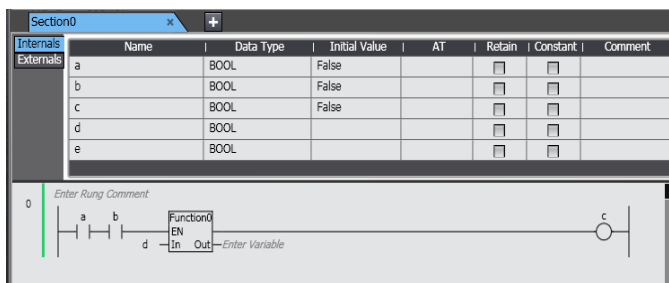 Section0 × +
Internals
Externals
Name Data Type Initial Value AT Retain Constant Comment
a BOOL False
b BOOL False
c BOOL False
d BOOL
e BOOL
0 Enter Rung Comment
a b Function0 c
EN
d In Out Enter Variable